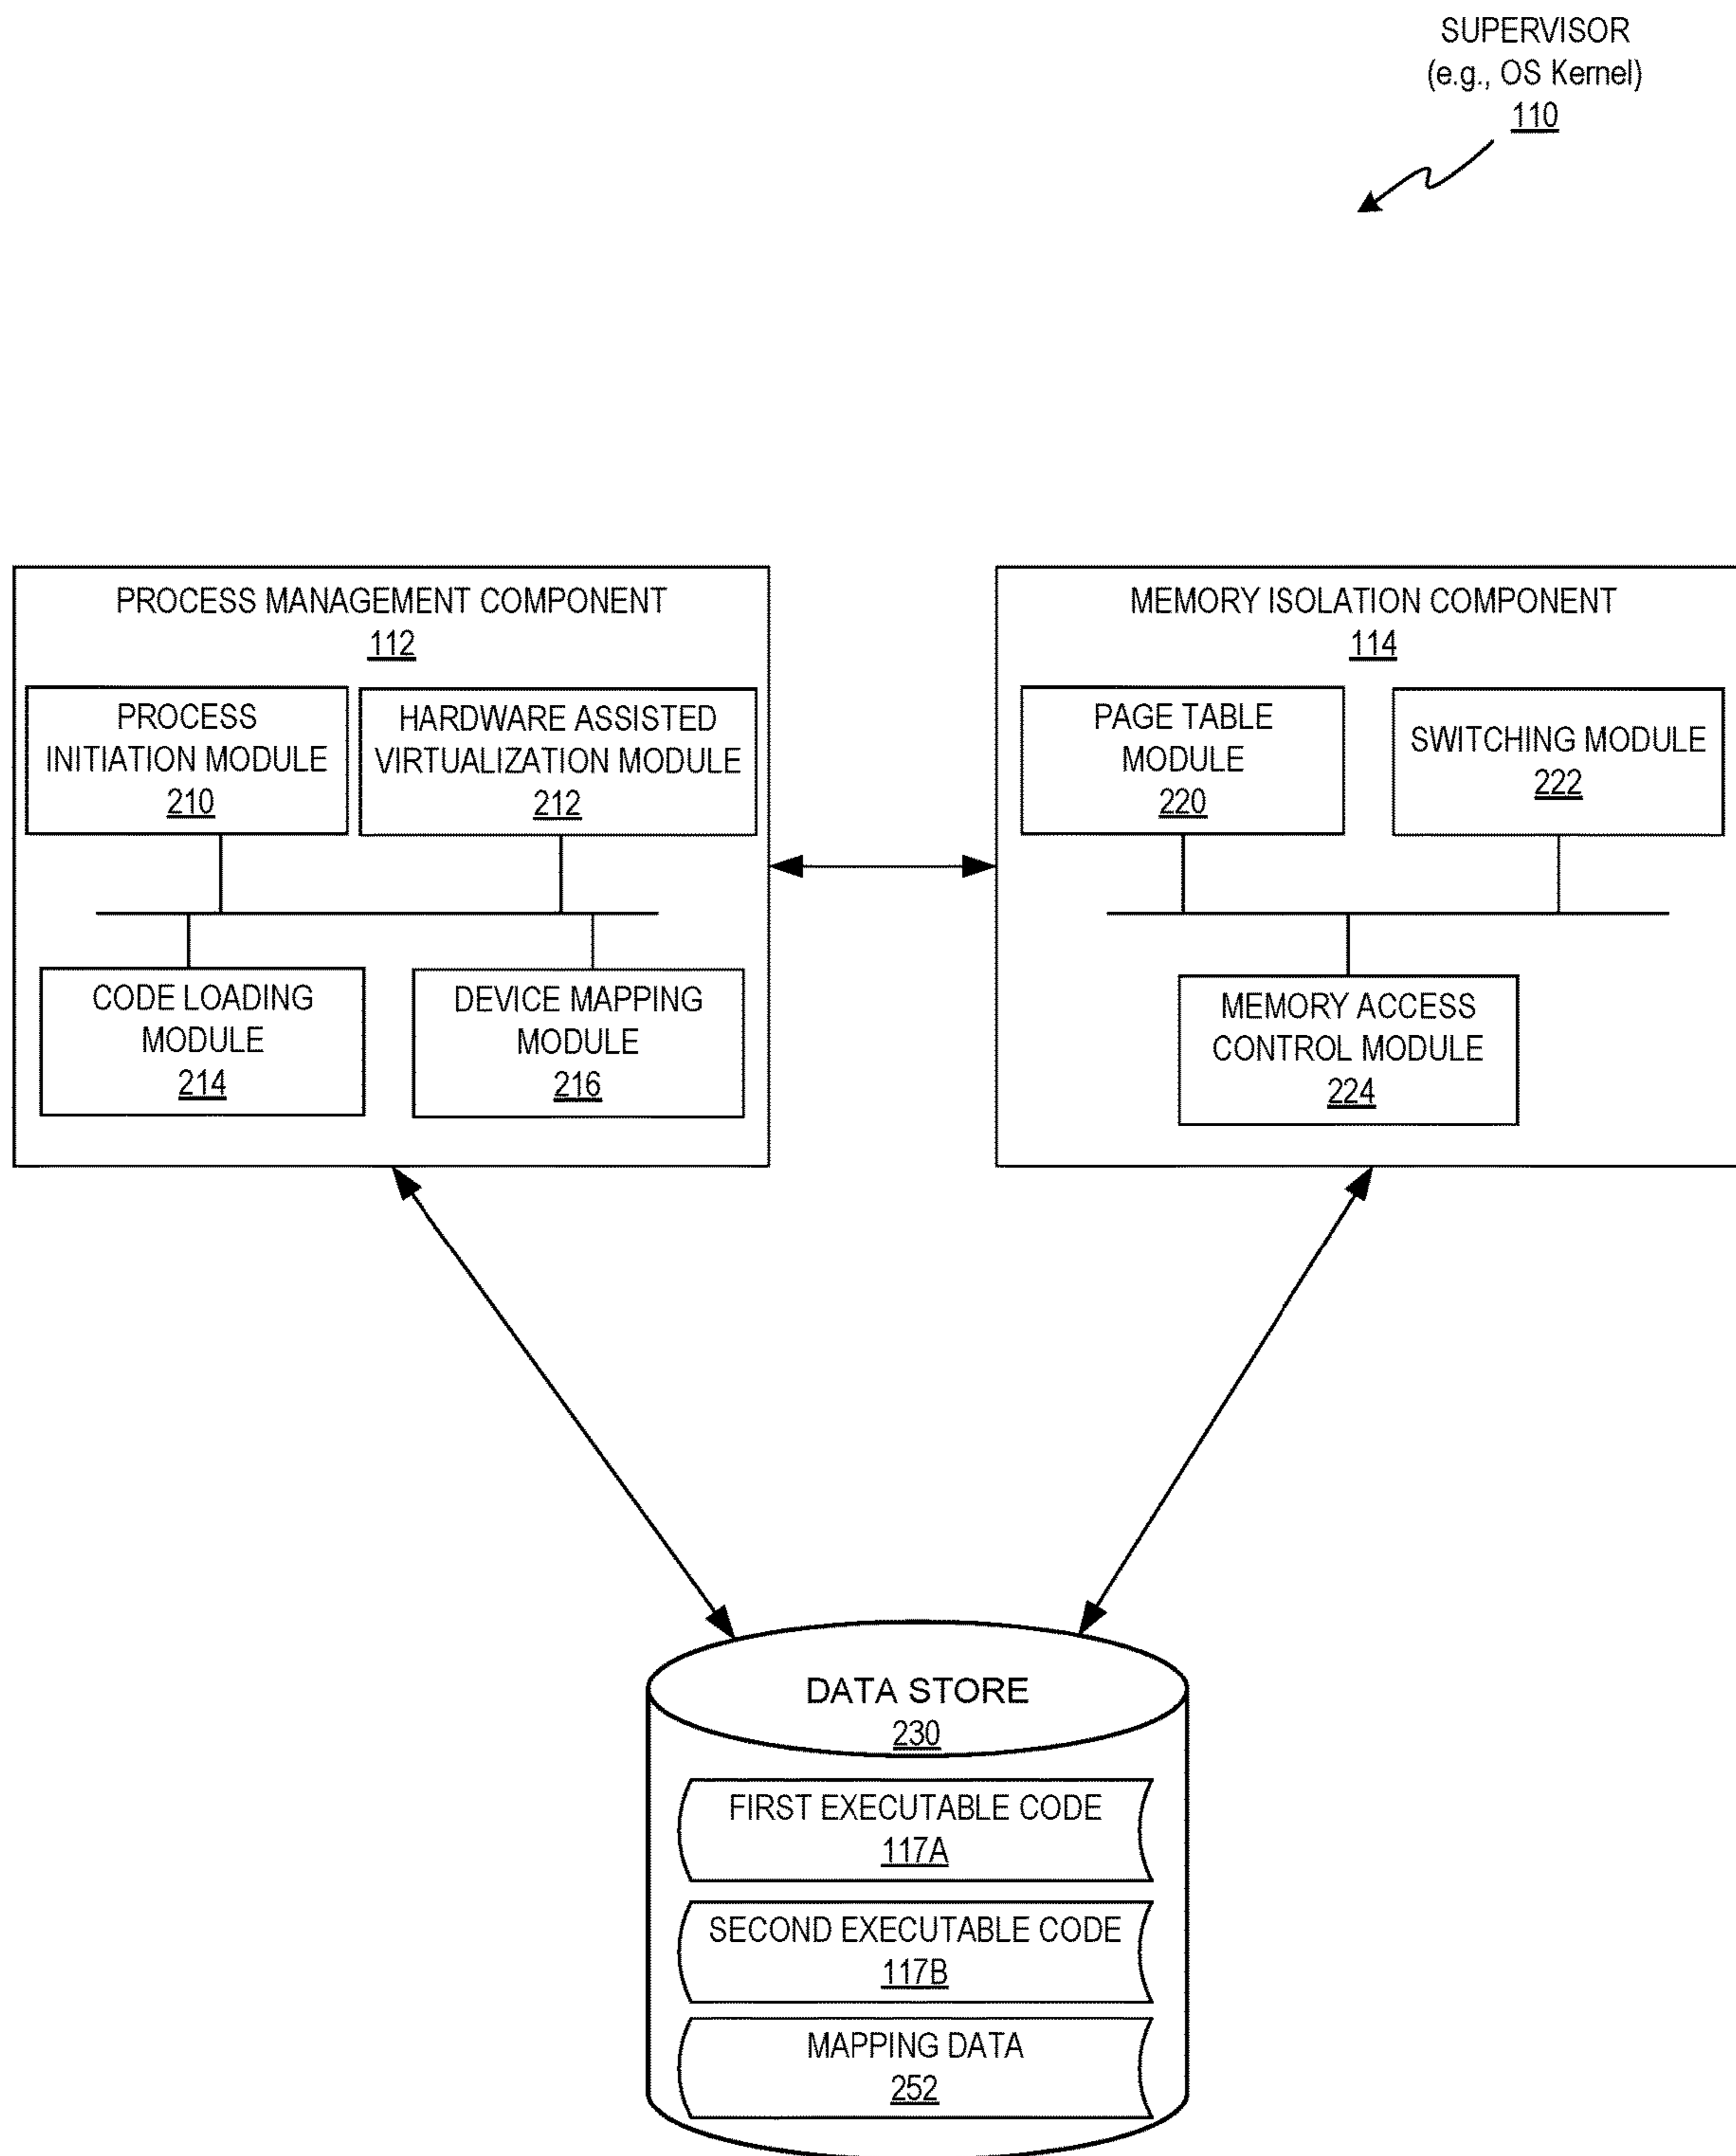 SUPERVISOR
(e.g., OS Kernel)
110
PROCESS MANAGEMENT COMPONENT
112
PROCESS
INITIATION MODULE
210
HARDWARE ASSISTED
VIRTUALIZATION MODULE
212
CODE LOADING
MODULE
214
DEVICE MAPPING
MODULE
216
MEMORY ISOLATION COMPONENT
114
PAGE TABLE
MODULE
220
SWITCHING MODULE
222
MEMORY ACCESS
CONTROL MODULE
224
DATA STORE
230
FIRST EXECUTABLE CODE
117A
SECOND EXECUTABLE CODE
117B
MAPPING DATA
252